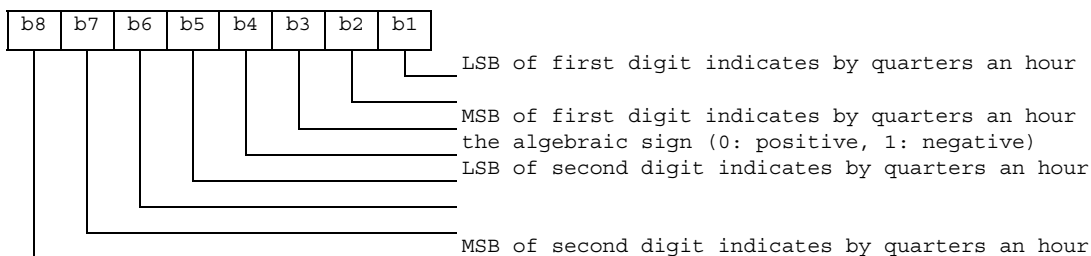 b8 b7 b6 b5 b4 b3 b2 b1
LSB of first digit indicates by quarters an hour
MSB of first digit indicates by quarters an hour
the algebraic sign (0: positive, 1: negative)
LSB of second digit indicates by quarters an hour
MSB of second digit indicates by quarters an hour